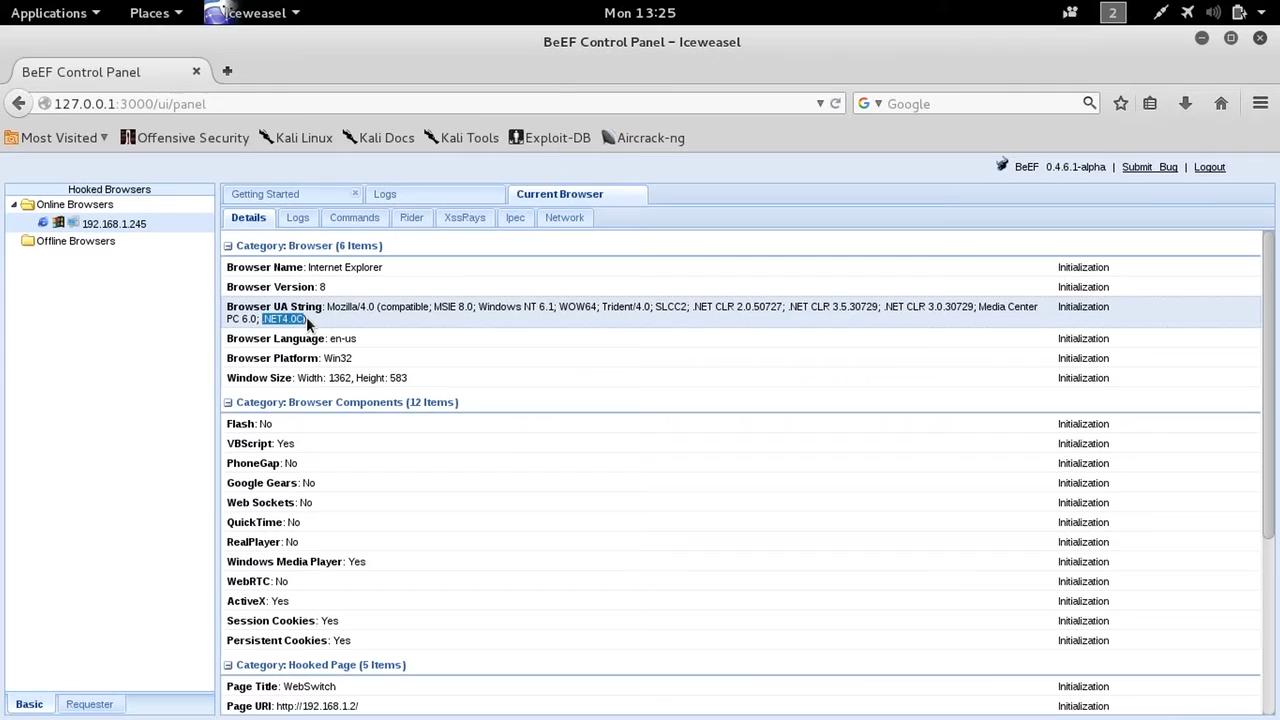 Applications Places Iceweasel Mon 13:25 2
BeEF Control Panel - Iceweasel
BeEF Control Panel
127.0.0.1:3000/ui/panel Google
Most Visited Offensive Security Kali Linux Kali Docs Kali Tools Exploit-DB Aircrack-ng
BeEF 0.4.6.1-alpha | Submit Bug | Logout
Hooked Browsers
Online Browsers
192.168.1.245
Offline Browsers
Basic Requester
Getting Started Logs Current Browser
Details Logs Commands Rider XssRays Ipec Network
Category: Browser (6 Items)
Browser Name: Internet Explorer Initialization
Browser Version: 8 Initialization
Browser UA String: Mozilla/4.0 (compatible; MSIE 8.0; Windows NT 6.1; WOW64; Trident/4.0; SLCC2; .NET CLR 2.0.50727; .NET CLR 3.5.30729; .NET CLR 3.0.30729; Media Center Initialization
PC 6.0; .NET4.0C)
Browser Language: en-us Initialization
Browser Platform: Win32 Initialization
Window Size: Width: 1362, Height: 583 Initialization
Category: Browser Components (12 Items)
Flash: No Initialization
VBScript: Yes Initialization
PhoneGap: No Initialization
Google Gears: No Initialization
Web Sockets: No Initialization
QuickTime: No Initialization
RealPlayer: No Initialization
Windows Media Player: Yes Initialization
WebRTC: No Initialization
ActiveX: Yes Initialization
Session Cookies: Yes Initialization
Persistent Cookies: Yes Initialization
Category: Hooked Page (5 Items)
Page Title: WebSwitch Initialization
Page URI: http://192.168.1.2/ Initialization